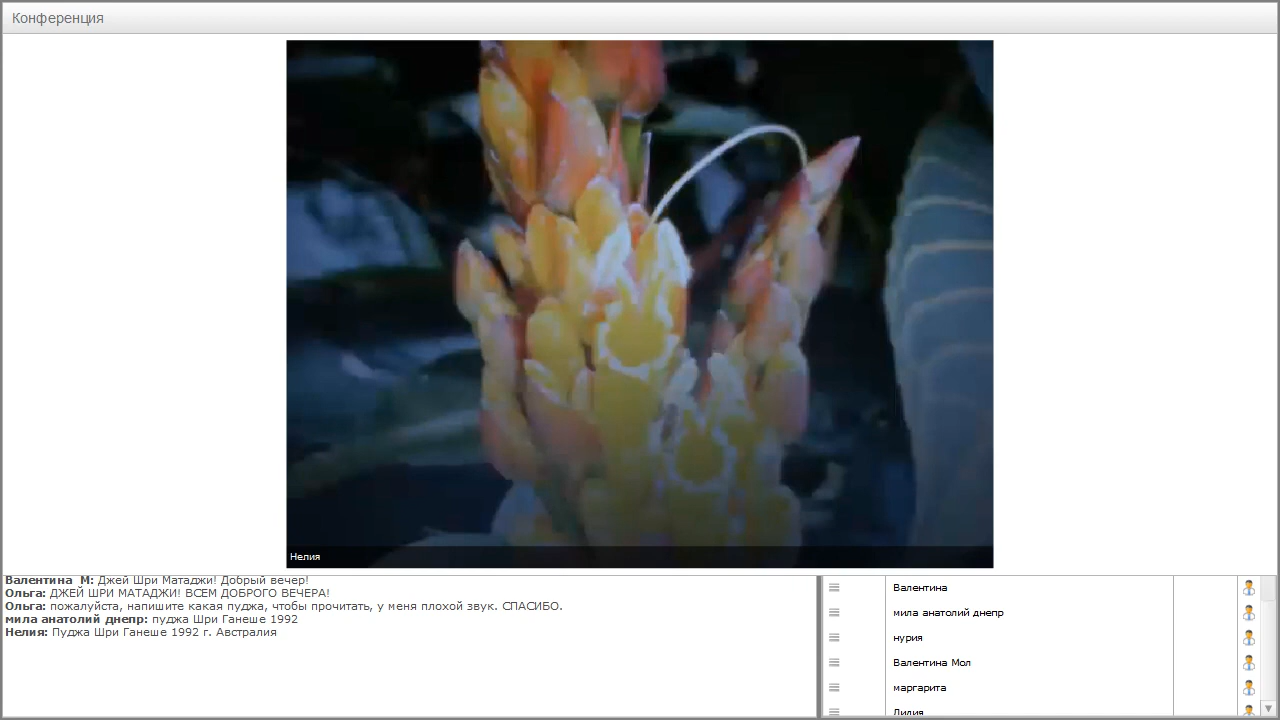 Конференция
Нелия
Валентина М: Джей Шри Матаджи! Добрый вечер!
Ольга: ДЖЕЙ ШРИ МАТАДЖИ! ВСЕМ ДОБРОГО ВЕЧЕРА!
Ольга: пожалуйста, напишите какая пуджа, чтобы прочитать, у меня плохой звук. СПАСИБО.
мила анатолий днепр: пуджа Шри Ганеше 1992
Нелия: Пуджа Шри Ганеше 1992 г. Австралия
Валентина
мила анатолий днепр
нурия
Валентина Мол
маргарита
Лидия